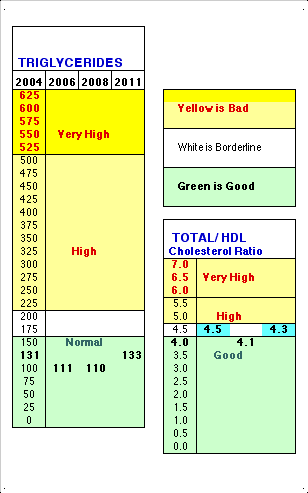 TRIGLYCERIDES
2004 2006 2008 2011
625
600
575
550 Very High
525
500
475
450
425
400
375
350
325 High
300
275
250
225
200
175
150 Normal
131 133
100 111 110
75
50
25
0
Yellow is Bad
White is Borderline
Green is Good
TOTAL/HDL
Cholesterol Ratio
7.0
6.5 Very High
6.0
5.5
5.0 High
4.5 4.5 4.3
4.0 4.1
3.5 Good
3.0
2.5
2.0
1.5
1.0
0.5
0.0